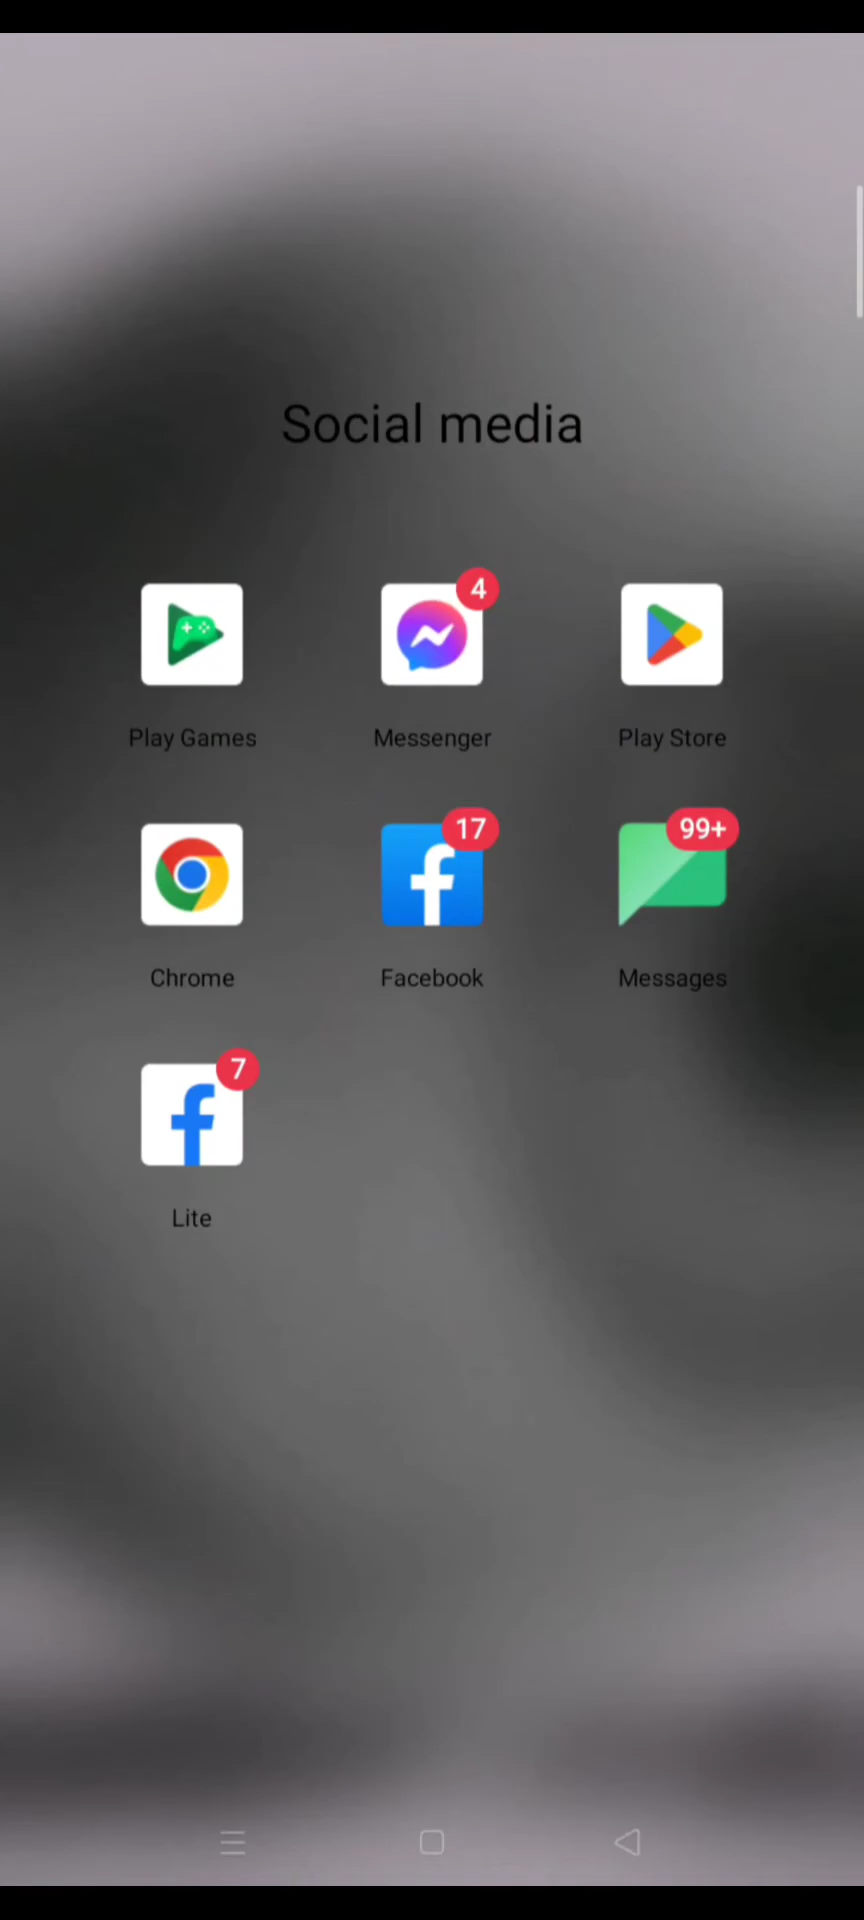 Social media
4
Play Games Messenger Play Store
17 99+
Chrome Facebook Messages
7
Lite